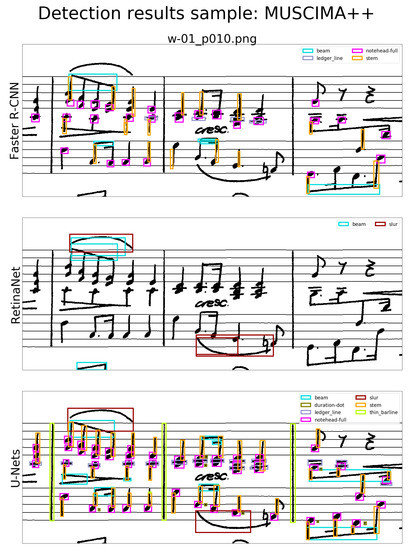 Detection results sample: MUSCIMA++
w-01_p010.png
Faster R-CNN
beam
notehead-full
ledger_line
stem
cresc.
RetinaNet
beam
slur
cresc.
U-Nets
beam
slur
duration-dot
stem
ledger_line
thin_barline
notehead-full
cresc.